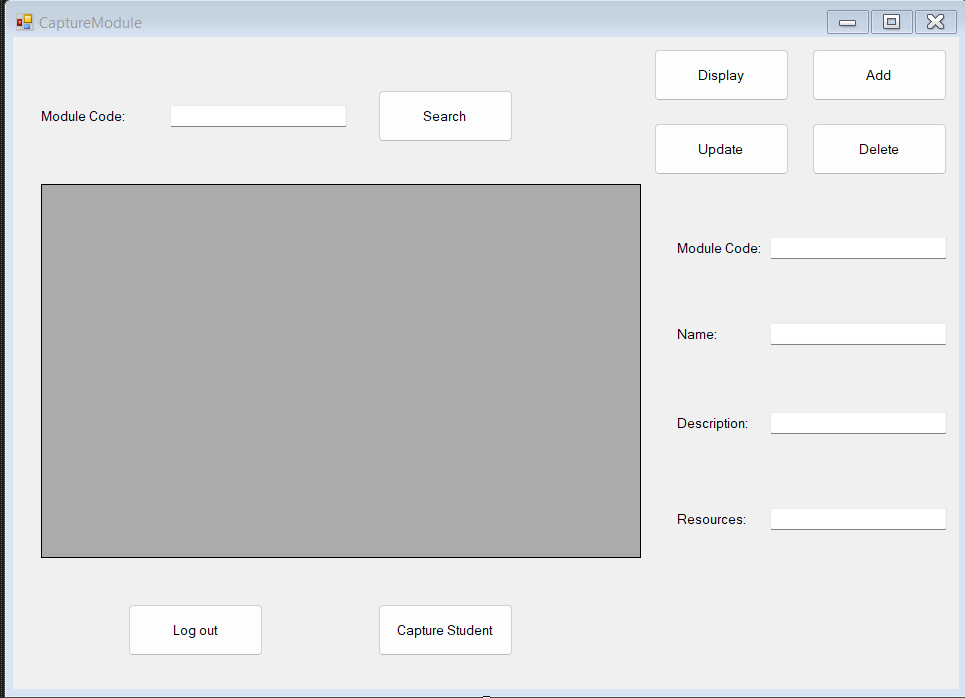 CaptureModule
Display
Add
Module Code:
Search
Update
Delete
Module Code:
Name:
Description:
Resources:
Log out
Capture Student